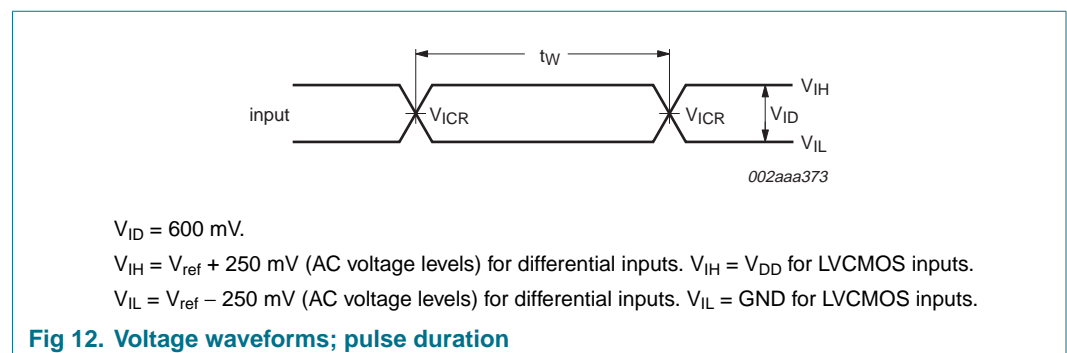 tW
VIH
input
VICR
VICR
VID
VIL
002aaa373
VID = 600 mV.
VIH = Vref + 250 mV (AC voltage levels) for differential inputs. VIH = VDD for LVCMOS inputs.
VIL = Vref − 250 mV (AC voltage levels) for differential inputs. VIL = GND for LVCMOS inputs.
Fig 12. Voltage waveforms; pulse duration